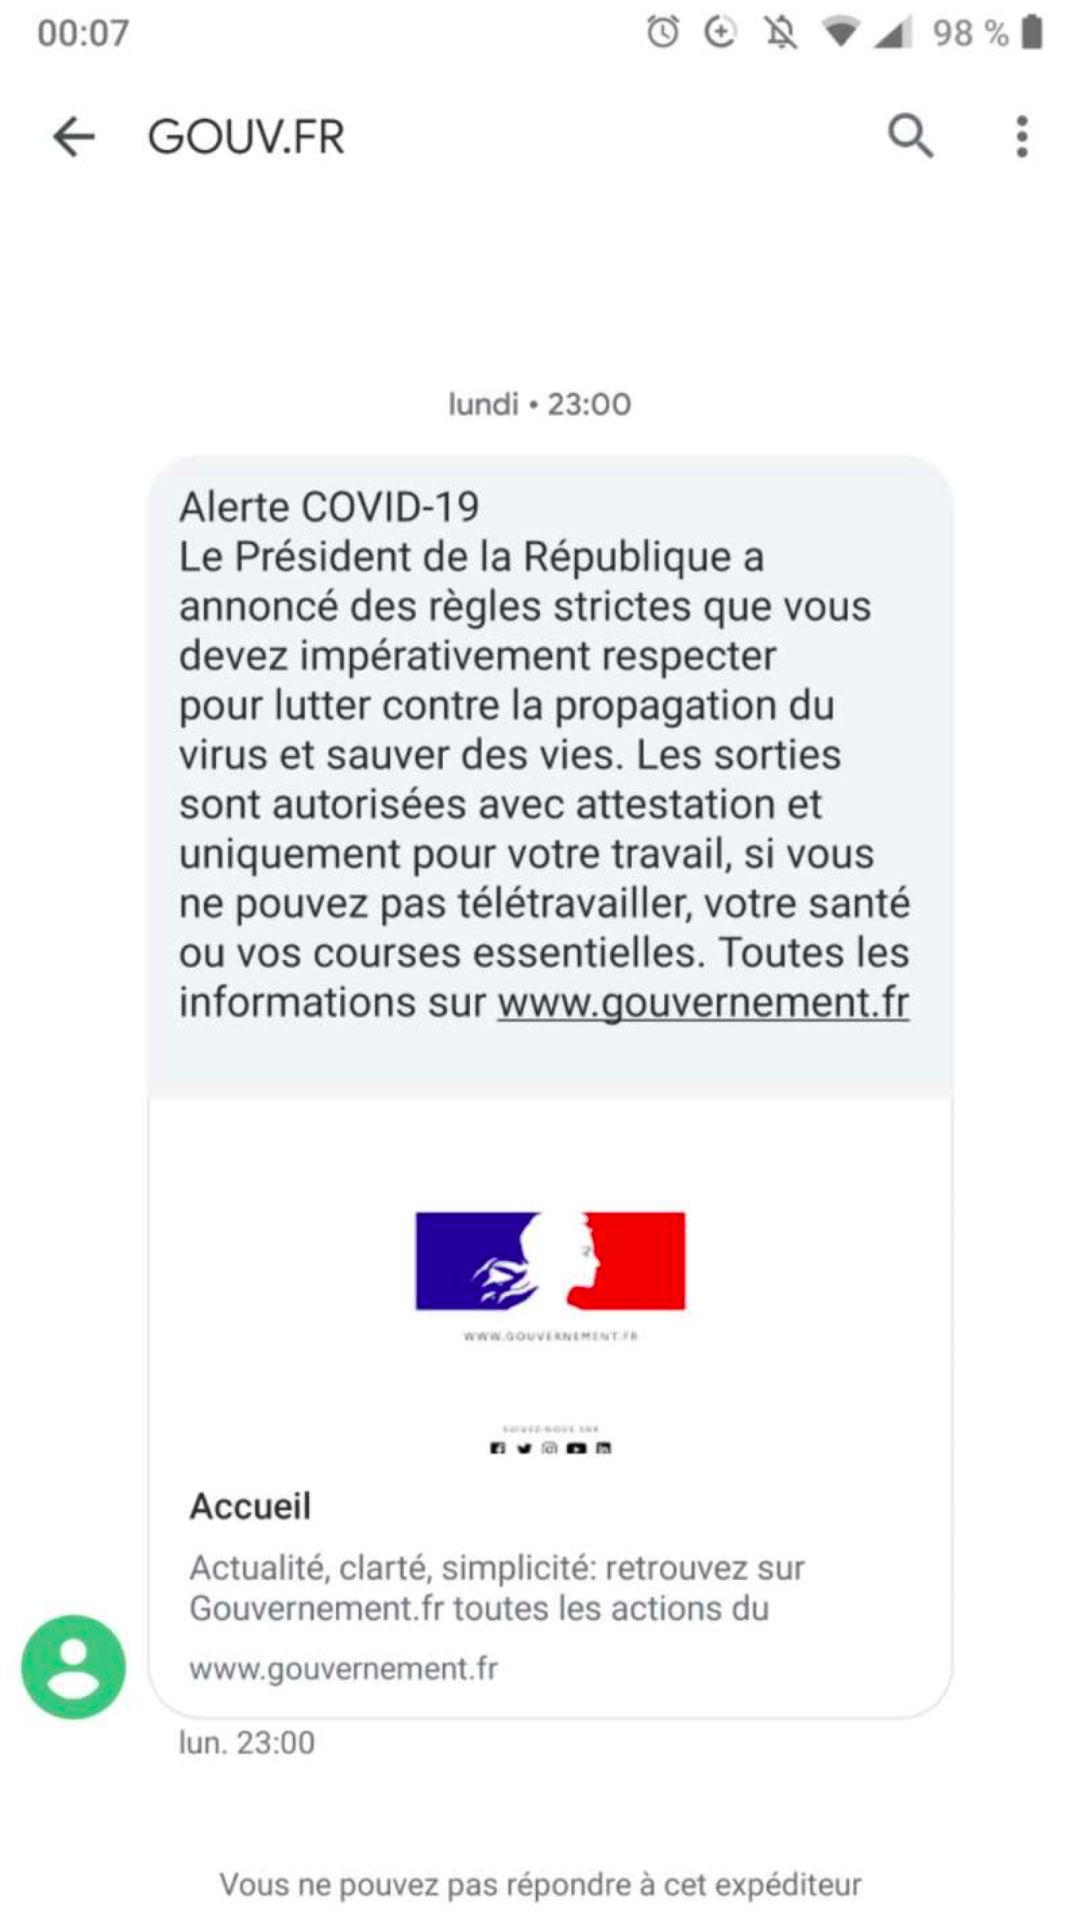 00:07
98 %
GOUV.FR
lundi • 23:00
Alerte COVID-19
Le Président de la République a
annoncé des règles strictes que vous
devez impérativement respecter
pour lutter contre la propagation du
virus et sauver des vies. Les sorties
sont autorisées avec attestation et
uniquement pour votre travail, si vous
ne pouvez pas télétravailler, votre santé
ou vos courses essentielles. Toutes les
informations sur www.gouvernement.fr
WWW.GOUVERNEMENT.FR
SUIVEZ-NOUS SUR
Accueil
Actualité, clarté, simplicité: retrouvez sur
Gouvernement.fr toutes les actions du
www.gouvernement.fr
lun. 23:00
Vous ne pouvez pas répondre à cet expéditeur